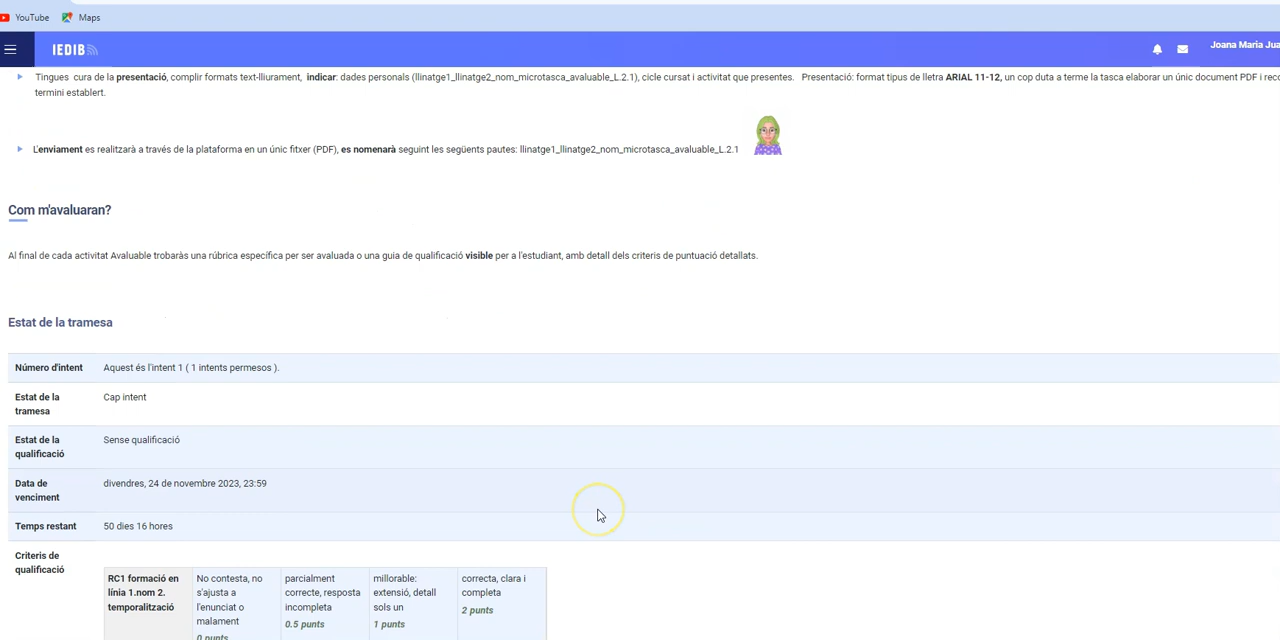 YouTube Maps
IEDIB
Joana Maria Jua
Tingues cura de la presentació, complir formats text-lliurament, indicar: dades personals (llinatge1_llinatge2_nom_microtasca_avaluable_L.2.1), cicle cursat i activitat que presentes. Presentació: format tipus de lletra ARIAL 11-12, un cop duta a terme la tasca elaborar un únic document PDF i reco
termini establert.
L'enviament es realitzarà a través de la plataforma en un únic fitxer (PDF), es nomenarà seguint les següents pautes: llinatge1_llinatge2_nom_microtasca_avaluable_L.2.1
Com m'avaluaran?
Al final de cada activitat Avaluable trobaràs una rúbrica específica per ser avaluada o una guia de qualificació visible per a l'estudiant, amb detall dels criteris de puntuació detallats.
Estat de la tramesa
Número d'intent Aquest és l'intent 1 ( 1 intents permesos ).
Estat de la tramesa Cap intent
Estat de la qualificació Sense qualificació
Data de venciment divendres, 24 de novembre 2023, 23:59
Temps restant 50 dies 16 hores
Criteris de
qualificació
RC1 formació en
línia 1.nom 2.
temporalització
No contesta, no
s'ajusta a
l'enunciat o
malament
0 punts
parcialment
correcte, resposta
incompleta
0.5 punts
millorable:
extensió, detall
sols un
1 punts
correcta, clara i
completa
2 punts